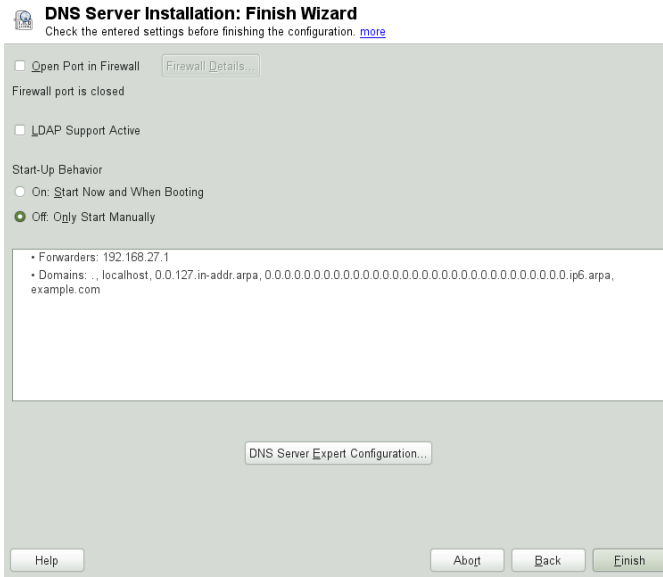 DNS Server Installation: Finish Wizard
Check the entered settings before finishing the configuration. more
Open Port in Firewall
Firewall Details...
Firewall port is closed
LDAP Support Active
Start-Up Behavior
On: Start Now and When Booting
Off: Only Start Manually
• Forwarders: 192.168.27.1
• Domains: ., localhost, 0.0.127.in-addr.arpa, 0.0.0.0.0.0.0.0.0.0.0.0.0.0.0.0.0.0.0.0.0.0.0.0.0.0.0.0.0.0.0.0.ip6.arpa,
example.com
DNS Server Expert Configuration...
Help
Abort
Back
Finish